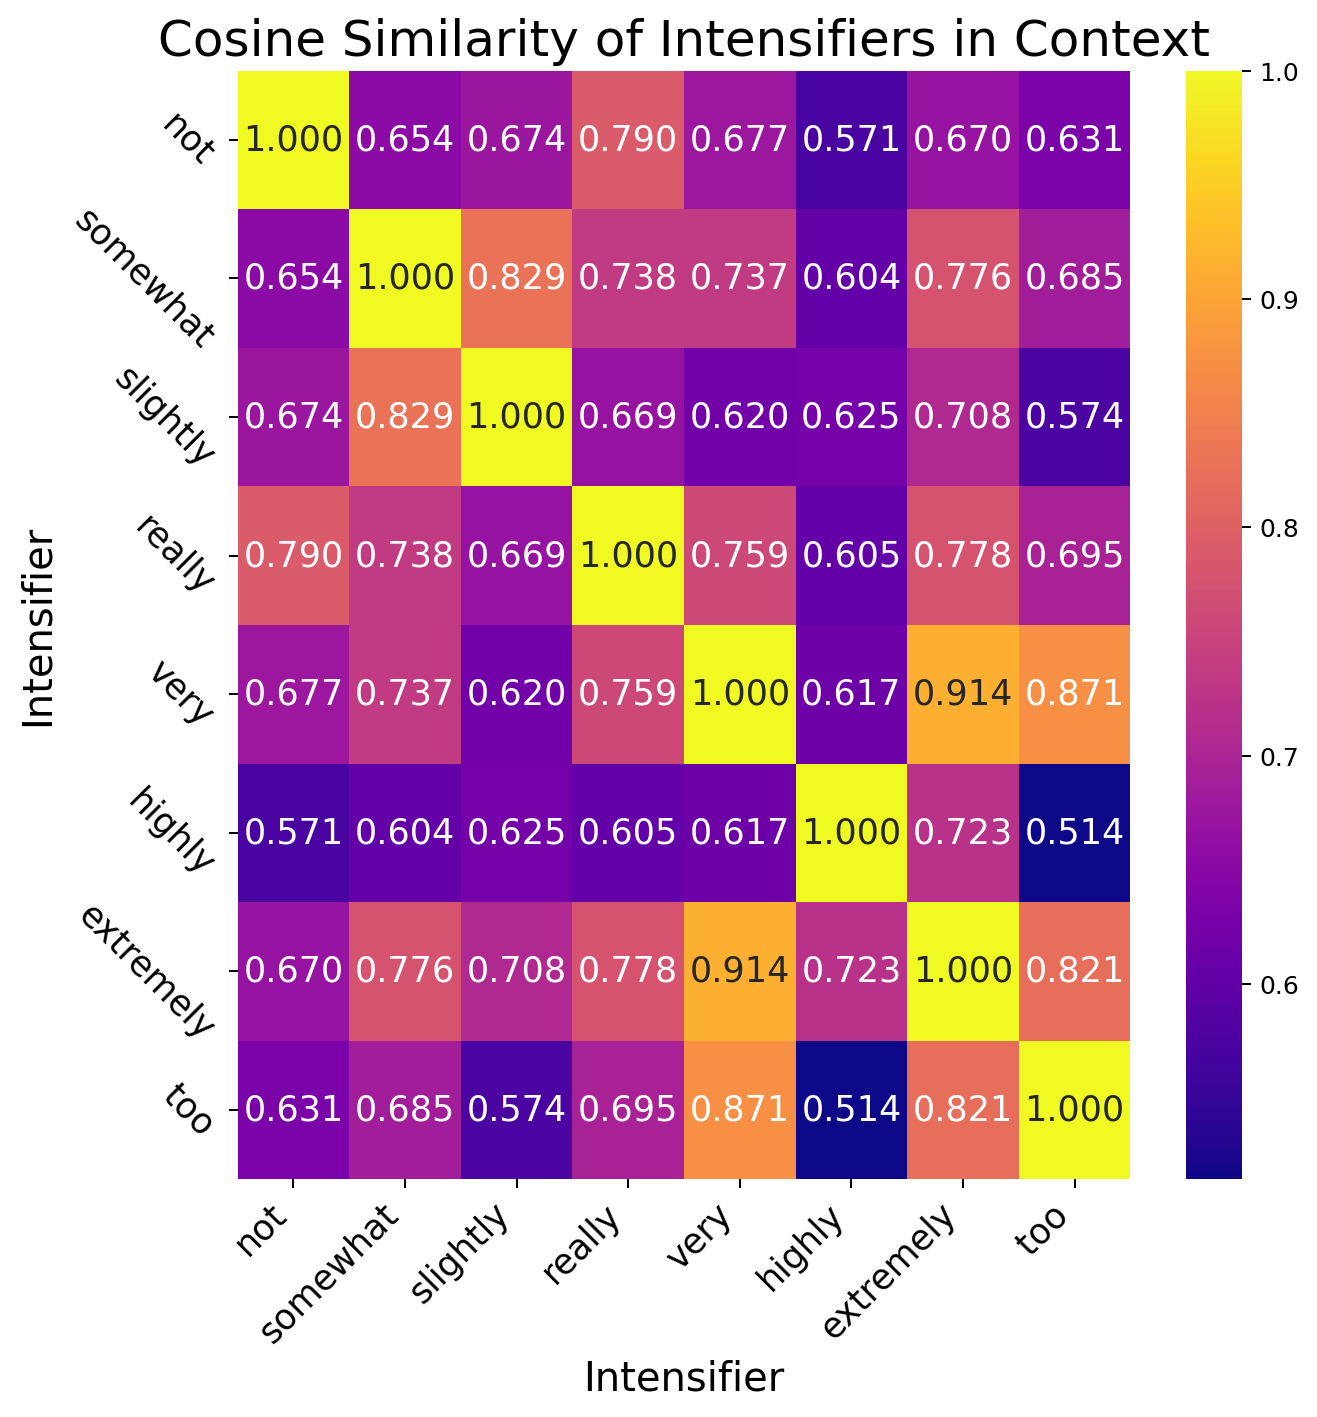 Cosine Similarity of Intensifiers in Context
not 1.000 0.654 0.674 0.790 0.677 0.571 0.670 0.631
somewhat 0.654 1.000 0.829 0.738 0.737 0.604 0.776 0.685
slightly 0.674 0.829 1.000 0.669 0.620 0.625 0.708 0.574
really 0.790 0.738 0.669 1.000 0.759 0.605 0.778 0.695
very 0.677 0.737 0.620 0.759 1.000 0.617 0.914 0.871
highly 0.571 0.604 0.625 0.605 0.617 1.000 0.723 0.514
extremely 0.670 0.776 0.708 0.778 0.914 0.723 1.000 0.821
too 0.631 0.685 0.574 0.695 0.871 0.514 0.821 1.000
not somewhat slightly really very highly extremely too
Intensifier
Intensifier
1.0
0.9
0.8
0.7
0.6